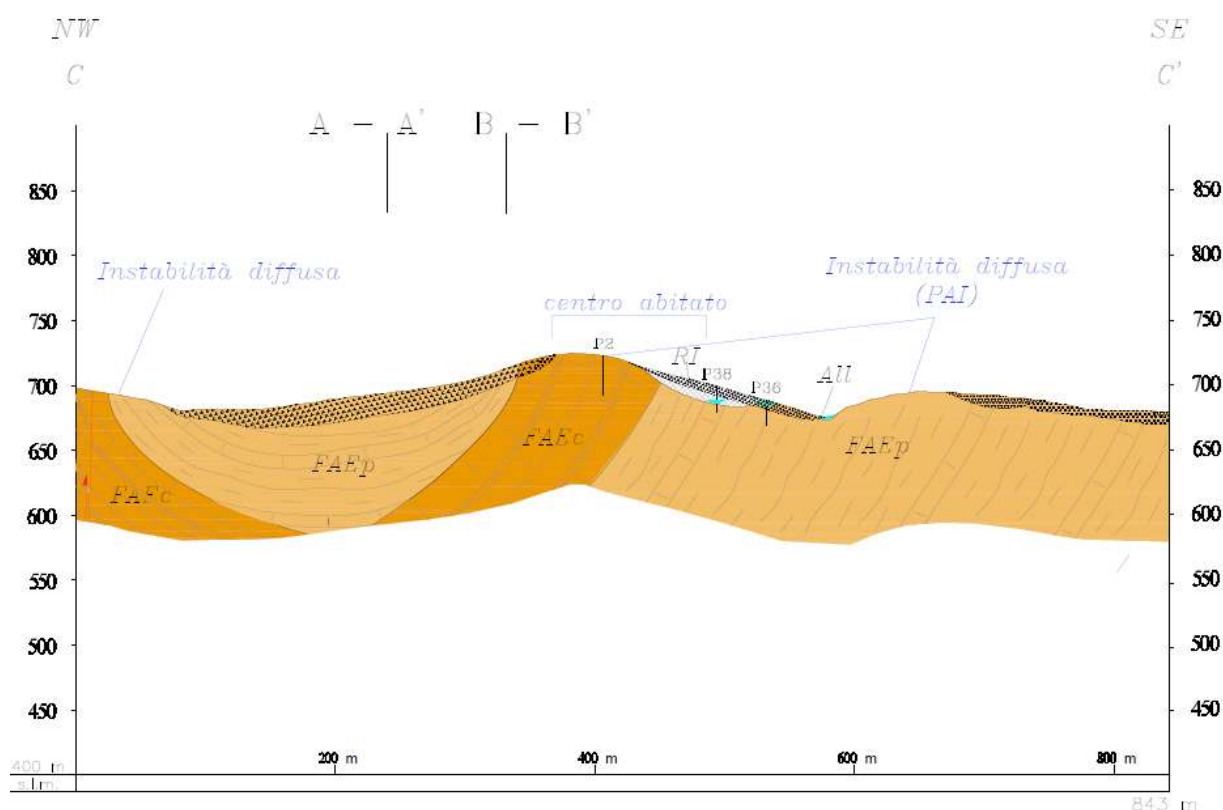 NW
SE
C
C'
A – A'
B – B'
850
850
800
800
Instabilità diffusa
Instabilità diffusa
(PAI)
centro abitato
750
750
P2
RI
P38
P36
All
700
700
650
650
FAEc
FAEp
FAEp
FAEc
600
600
550
550
500
500
450
450
200 m
400 m
600 m
800 m
400 m
s.l.m.
843 m